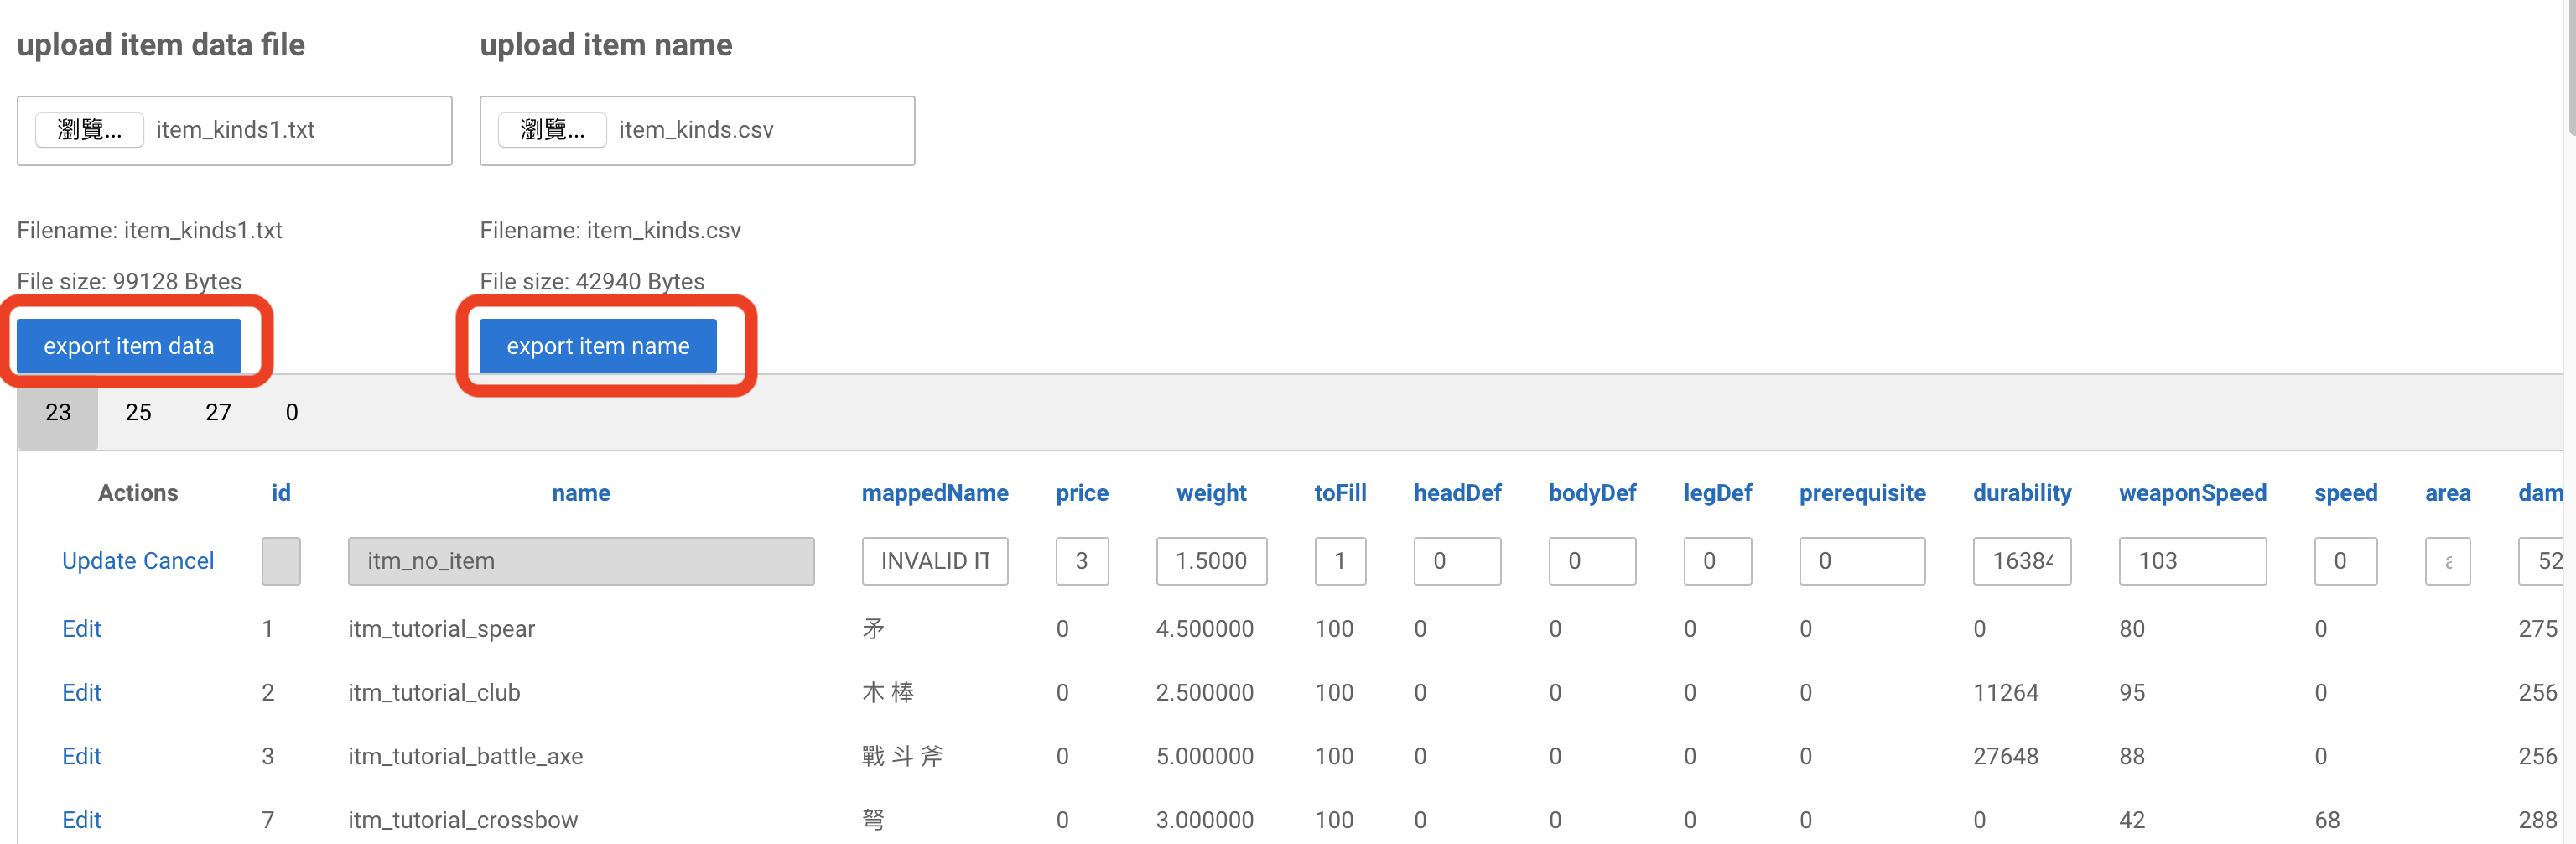 upload item data file
upload item name
瀏覽... item_kinds1.txt
瀏覽... item_kinds.csv
Filename: item_kinds1.txt
Filename: item_kinds.csv
File size: 99128 Bytes
File size: 42940 Bytes
export item data
export item name
23 25 27 0
Actions id name mappedName price weight toFill headDef bodyDef legDef prerequisite durability weaponSpeed speed area dam
Update Cancel itm_no_item INVALID IT 3 1.5000 1 0 0 0 0 16384 103 0 a 52
Edit 1 itm_tutorial_spear 矛 0 4.500000 100 0 0 0 0 0 80 0 275
Edit 2 itm_tutorial_club 木 棒 0 2.500000 100 0 0 0 0 11264 95 0 256
Edit 3 itm_tutorial_battle_axe 戰 斗 斧 0 5.000000 100 0 0 0 0 27648 88 0 256
Edit 7 itm_tutorial_crossbow 弩 0 3.000000 100 0 0 0 0 0 42 68 288